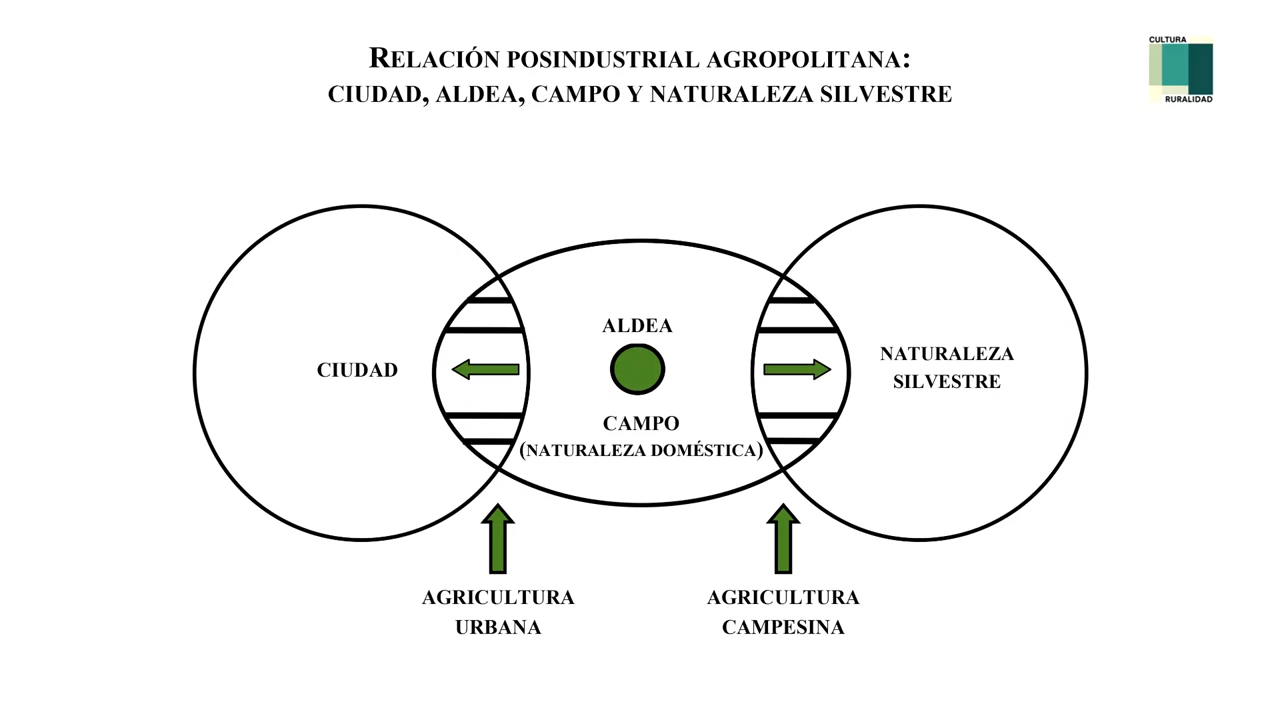 RELACIÓN POSINDUSTRIAL AGROPOLITANA:
CIUDAD, ALDEA, CAMPO Y NATURALEZA SILVESTRE
CULTURA
RURALIDAD
CIUDAD
ALDEA
CAMPO
(NATURALEZA DOMÉSTICA)
NATURALEZA
SILVESTRE
AGRICULTURA
URBANA
AGRICULTURA
CAMPESINA